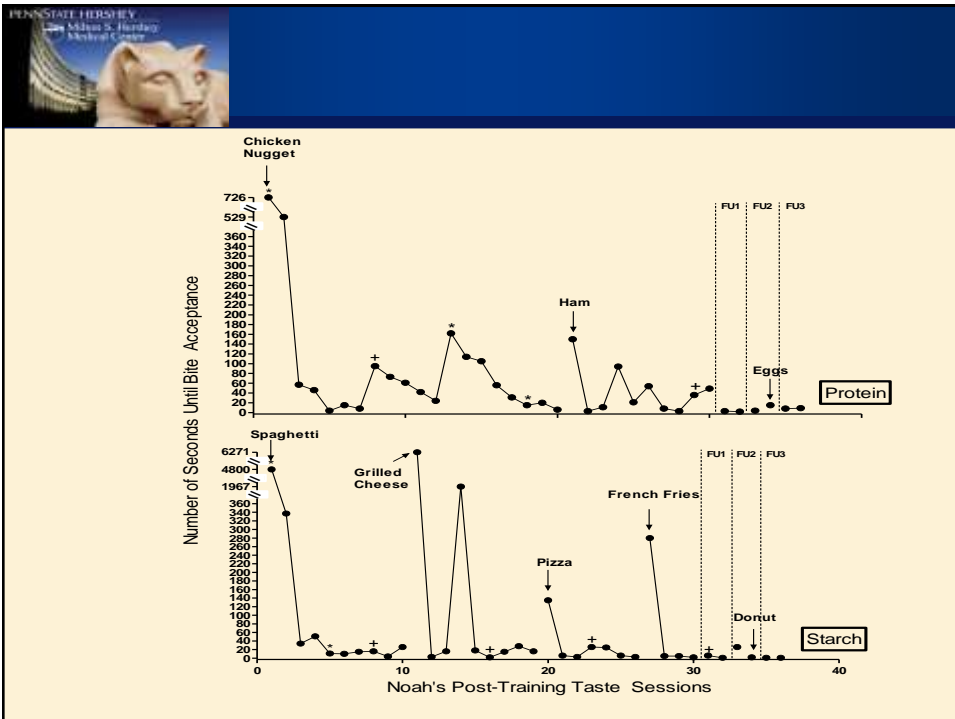 PENNSTATE HERSHEY
Milton S. Hershey
Medical Center
Chicken
Nugget
*
726
529
360
340
320
300
280
260
240
220
200
180
160
140
120
100
80
60
40
20
0
+
*
*
Ham
+
FU1 FU2 FU3
Eggs
Protein
Number of Seconds Until Bite Acceptance
Spaghetti
*
6271
4800
1967
360
340
320
300
280
260
240
220
200
180
160
140
120
100
80
60
40
20
0
*
+
Grilled
Cheese
+
Pizza
+
French Fries
+
FU1 FU2 FU3
Donut
Starch
0 10 20 30 40
Noah's Post-Training Taste Sessions